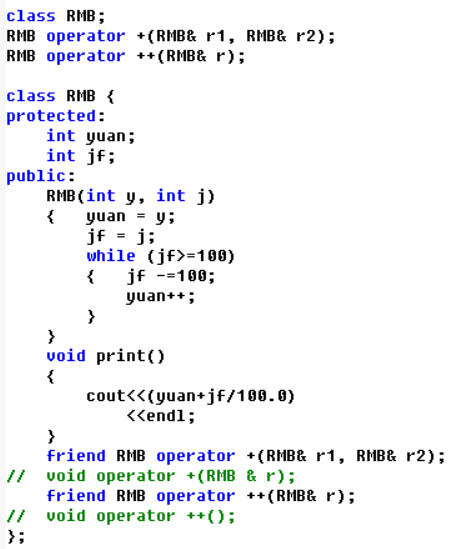 class RMB;
RMB operator +(RMB& r1, RMB& r2);
RMB operator ++(RMB& r);

class RMB {
protected:
    int yuan;
    int jf;
public:
    RMB(int y, int j)
    {   yuan = y;
        jf = j;
        while (jf>=100)
        {   jf -=100;
            yuan++;
        }
    }
    void print()
    {
        cout<<(yuan+jf/100.0)
            <<endl;
    }
    friend RMB operator +(RMB& r1, RMB& r2);
//  void operator +(RMB & r);
    friend RMB operator ++(RMB& r);
//  void operator ++();
};